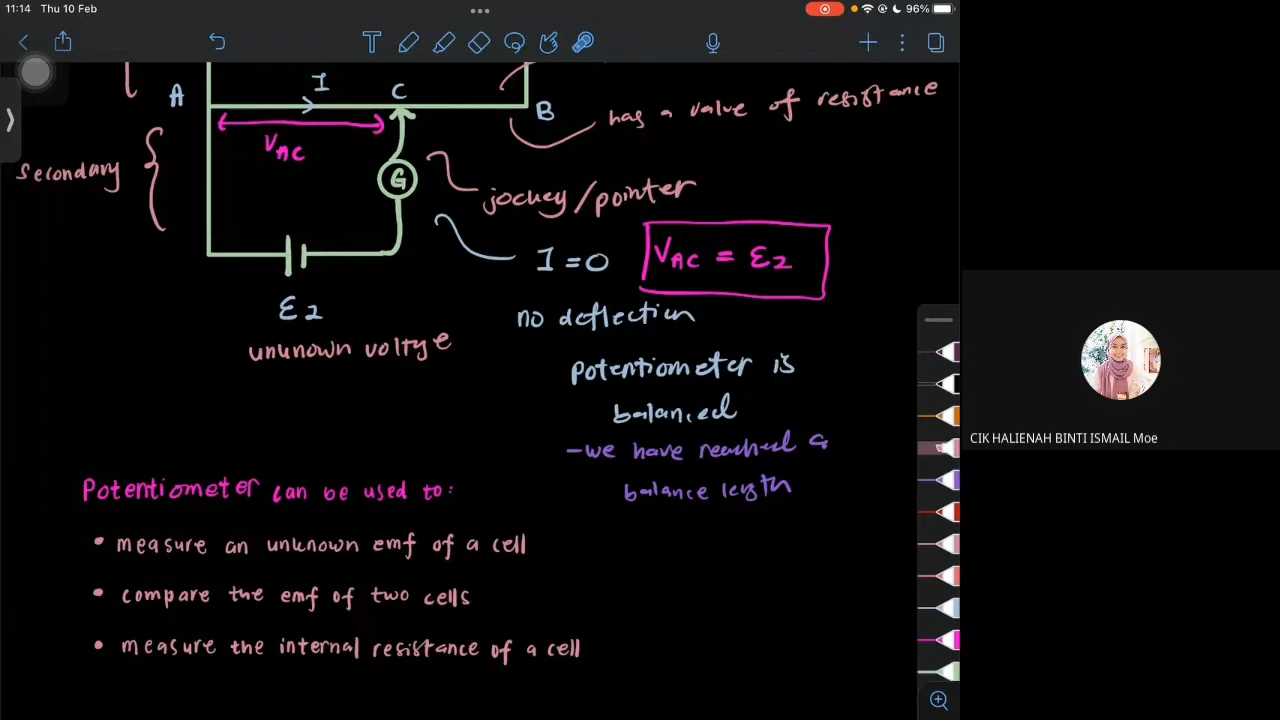 11:14 Thu 10 Feb
96%
A
I
C
B
has a value of resistance
VAC
secondary
G
jockey/pointer
I = 0
VAC = ε2
ε2
no deflection
unknown voltge
potentiometer is
balanced
- we have reached a
balance length
Potentiometer can be used to:
• measure an unknown emf of a cell
• compare the emf of two cells
• measure the internal resistance of a cell
CIK HALIENAH BINTI ISMAIL Moe